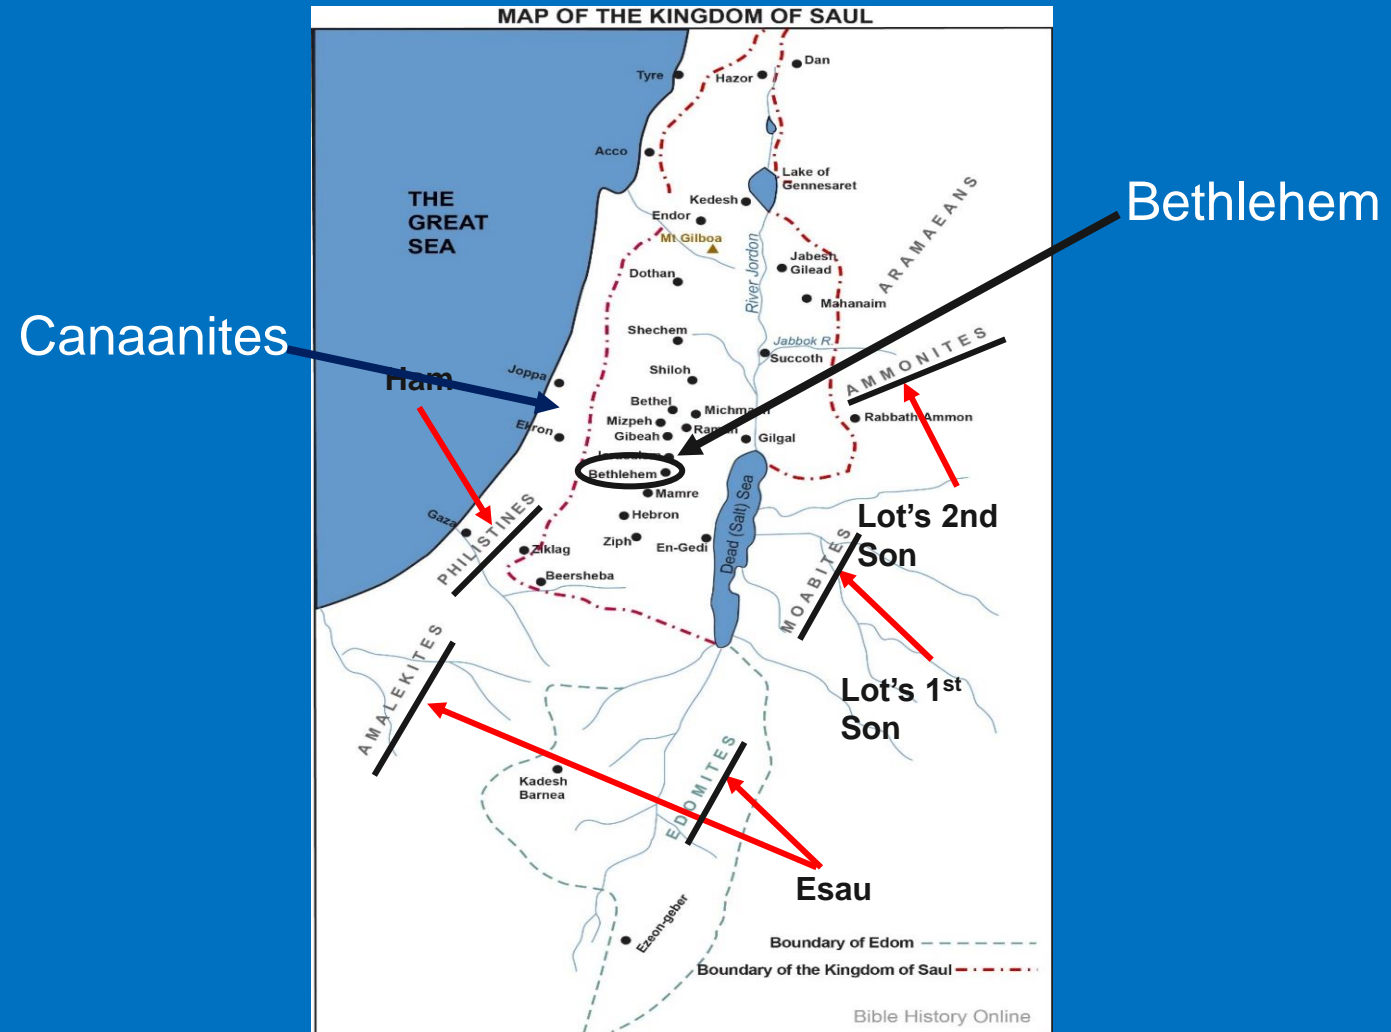 MAP OF THE KINGDOM OF SAUL
Dan
Tyre
Hazor
Acco
THE
GREAT
SEA
Lake of
Gennesaret
Kedesh
Endor
Mt Gilboa
ARAMAEANS
Bethlehem
River Jordon
Jabesh
Gilead
Dothan
Mahanaim
Canaanites
Shechem
Jabbok R.
Succoth
AMMONITES
Ham
Joppa
Shiloh
Bethel
Michmash
Mizpeh
Ramah
Rabbath Ammon
Ekron
Gibeah
Gilgal
Jerusalem
Bethlehem
Mamre
Dead (Salt) Sea
Gaza
PHILISTINES
Hebron
Lot's 2nd
Son
Ziklag
Ziph
En-Gedi
MOABITES
Beersheba
AMALEKITES
Lot's 1st
Son
Kadesh
Barnea
EDOMITES
Esau
Ezeon-geber
Boundary of Edom
Boundary of the Kingdom of Saul
Bible History Online